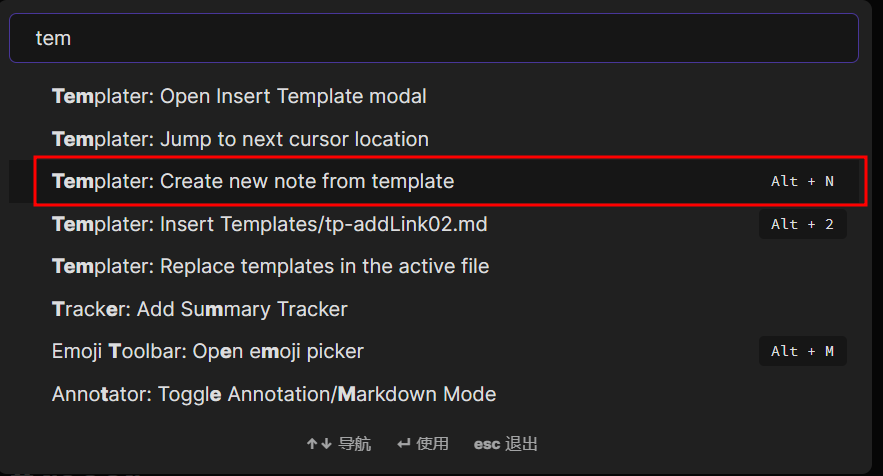 tem
Templater: Open Insert Template modal
Templater: Jump to next cursor location
Templater: Create new note from template Alt + N
Templater: Insert Templates/tp-addLink02.md Alt + 2
Templater: Replace templates in the active file
Tracker: Add Summary Tracker
Emoji Toolbar: Open emoji picker Alt + M
Annotator: Toggle Annotation/Markdown Mode
↑↓ 导航 ↵ 使用 esc 退出